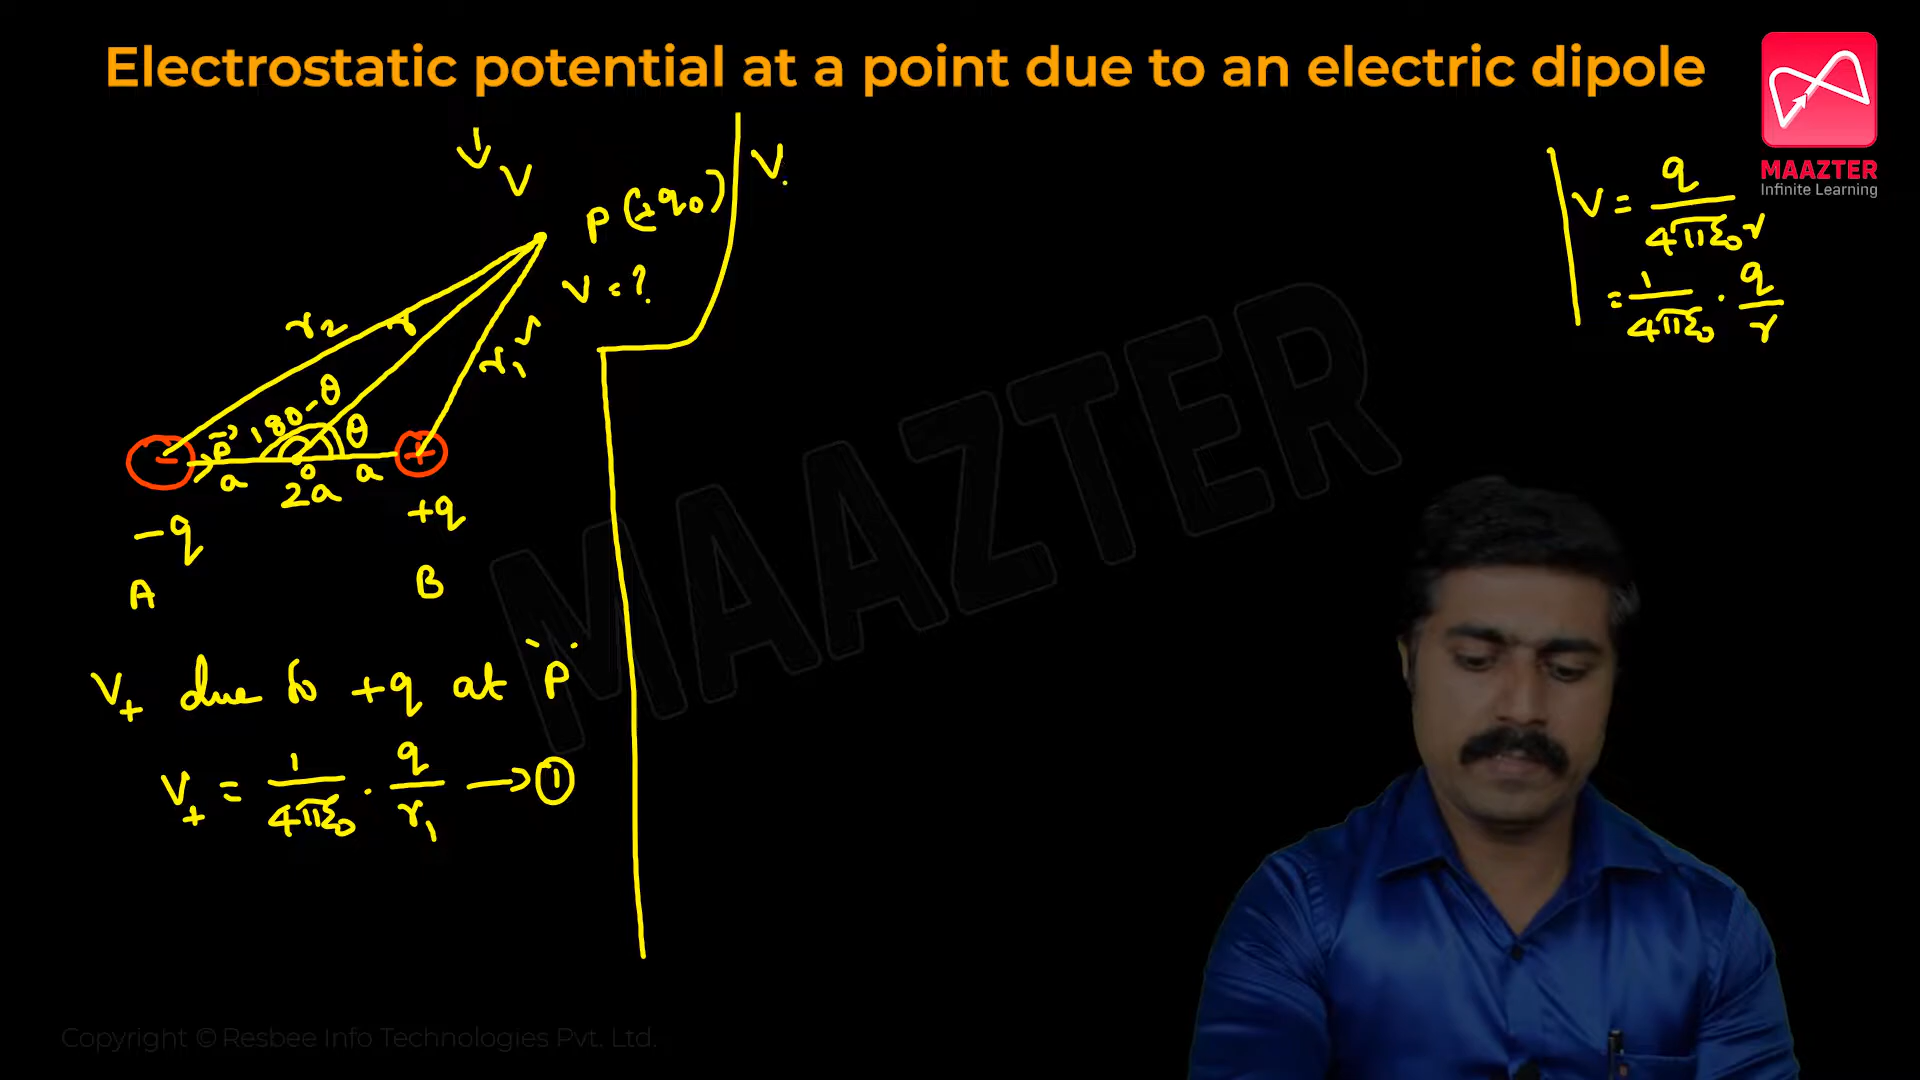 Electrostatic potential at a point due to an electric dipole
MAAZTER
Infinite Learning
V
P (+q₀)
V = ?
r₂
r
r₁
180-θ
θ
p⃗
-
+
a
o
a
2a
-q
+q
A
B
V₊ due to +q at 'P'
V₊ = 1/4πε₀ · q/r₁ → ①
V
V = q/4πε₀r
= 1/4πε₀ · q/r
MAAZTER
Copyright © Resbee Info Technologies Pvt. Ltd.